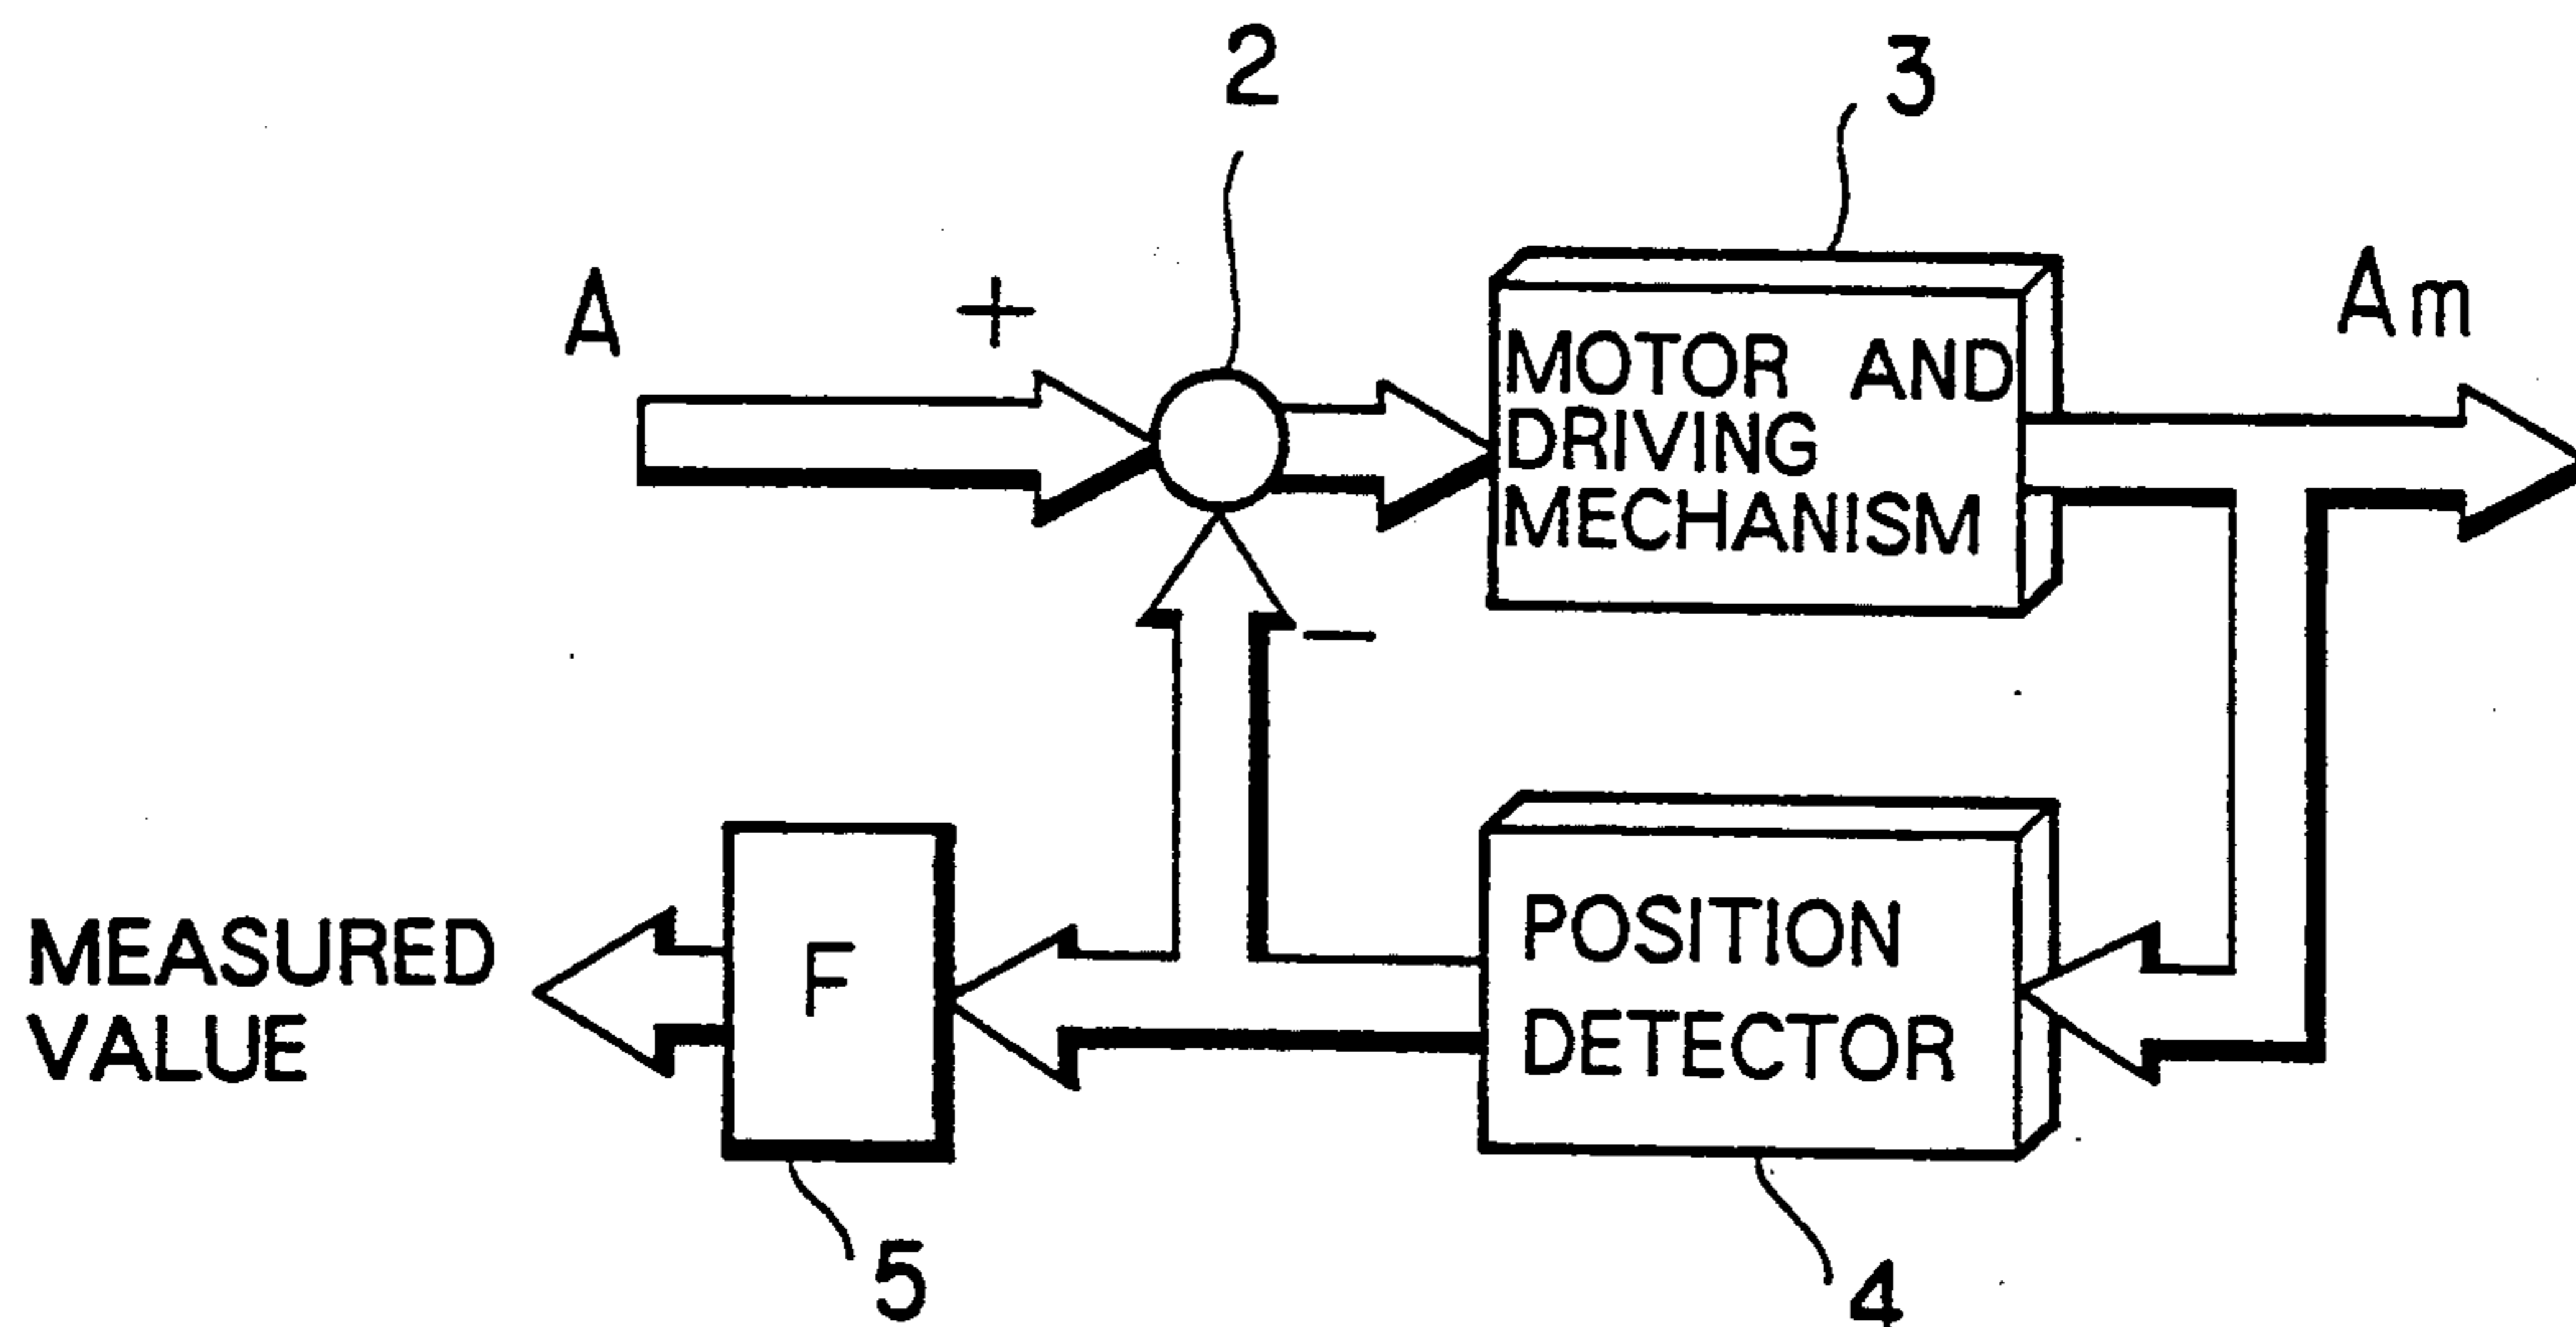 2
3
A
+
Am
MOTOR AND
DRIVING
MECHANISM
−
MEASURED
VALUE
F
POSITION
DETECTOR
5
4